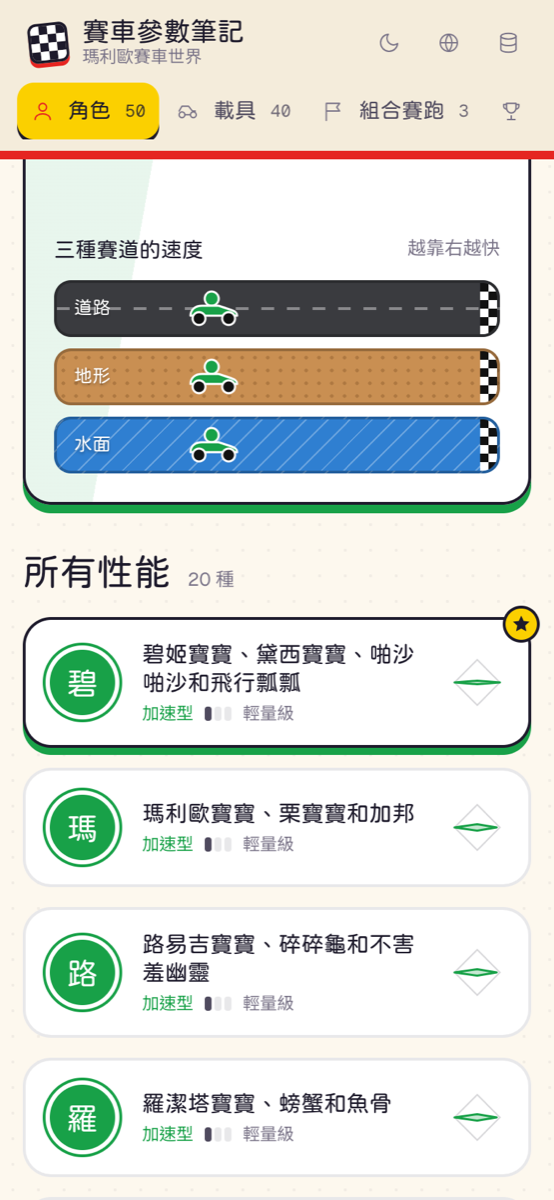 賽車參數筆記
瑪利歐賽車世界
角色 50 載具 40 組合賽跑 3
三種賽道的速度 越靠右越快
道路
地形
水面
所有性能 20 種
碧
碧姬寶寶、黛西寶寶、啪沙
啪沙和飛行瓢瓢
加速型 輕量級
瑪
瑪利歐寶寶、栗寶寶和加邦
加速型 輕量級
路
路易吉寶寶、碎碎龜和不害
羞幽靈
加速型 輕量級
羅
羅潔塔寶寶、螃蟹和魚骨
加速型 輕量級